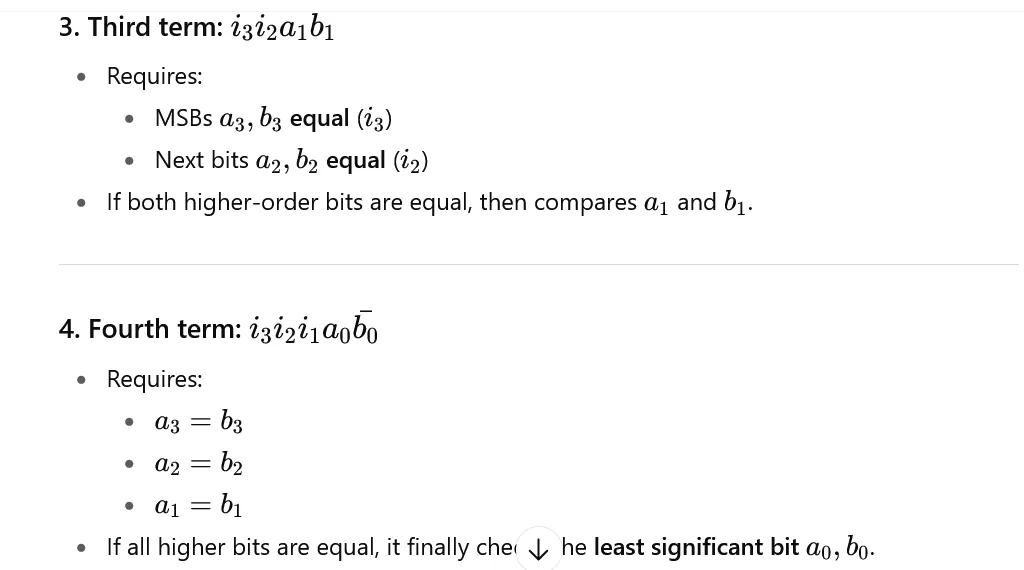 3. Third term: i₃i₂a₁b₁
Requires:
MSBs a₃, b₃ equal (i₃)
Next bits a₂, b₂ equal (i₂)
If both higher-order bits are equal, then compares a₁ and b₁.
4. Fourth term: i₃i₂i₁a₀b̄₀
Requires:
a₃ = b₃
a₂ = b₂
a₁ = b₁
If all higher bits are equal, it finally the least significant bit a₀, b₀.